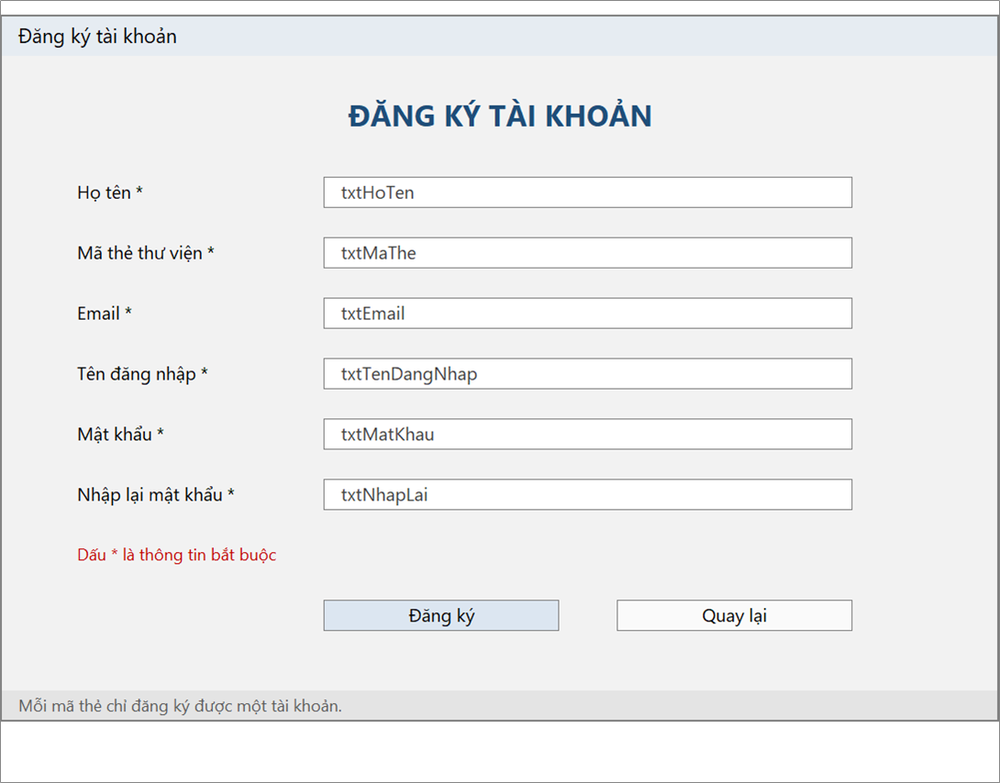 Đăng ký tài khoản
ĐĂNG KÝ TÀI KHOẢN
Họ tên * txtHoTen
Mã thẻ thư viện * txtMaThe
Email * txtEmail
Tên đăng nhập * txtTenDangNhap
Mật khẩu * txtMatKhau
Nhập lại mật khẩu * txtNhapLai
Dấu * là thông tin bắt buộc
Đăng ký Quay lại
Mỗi mã thẻ chỉ đăng ký được một tài khoản.